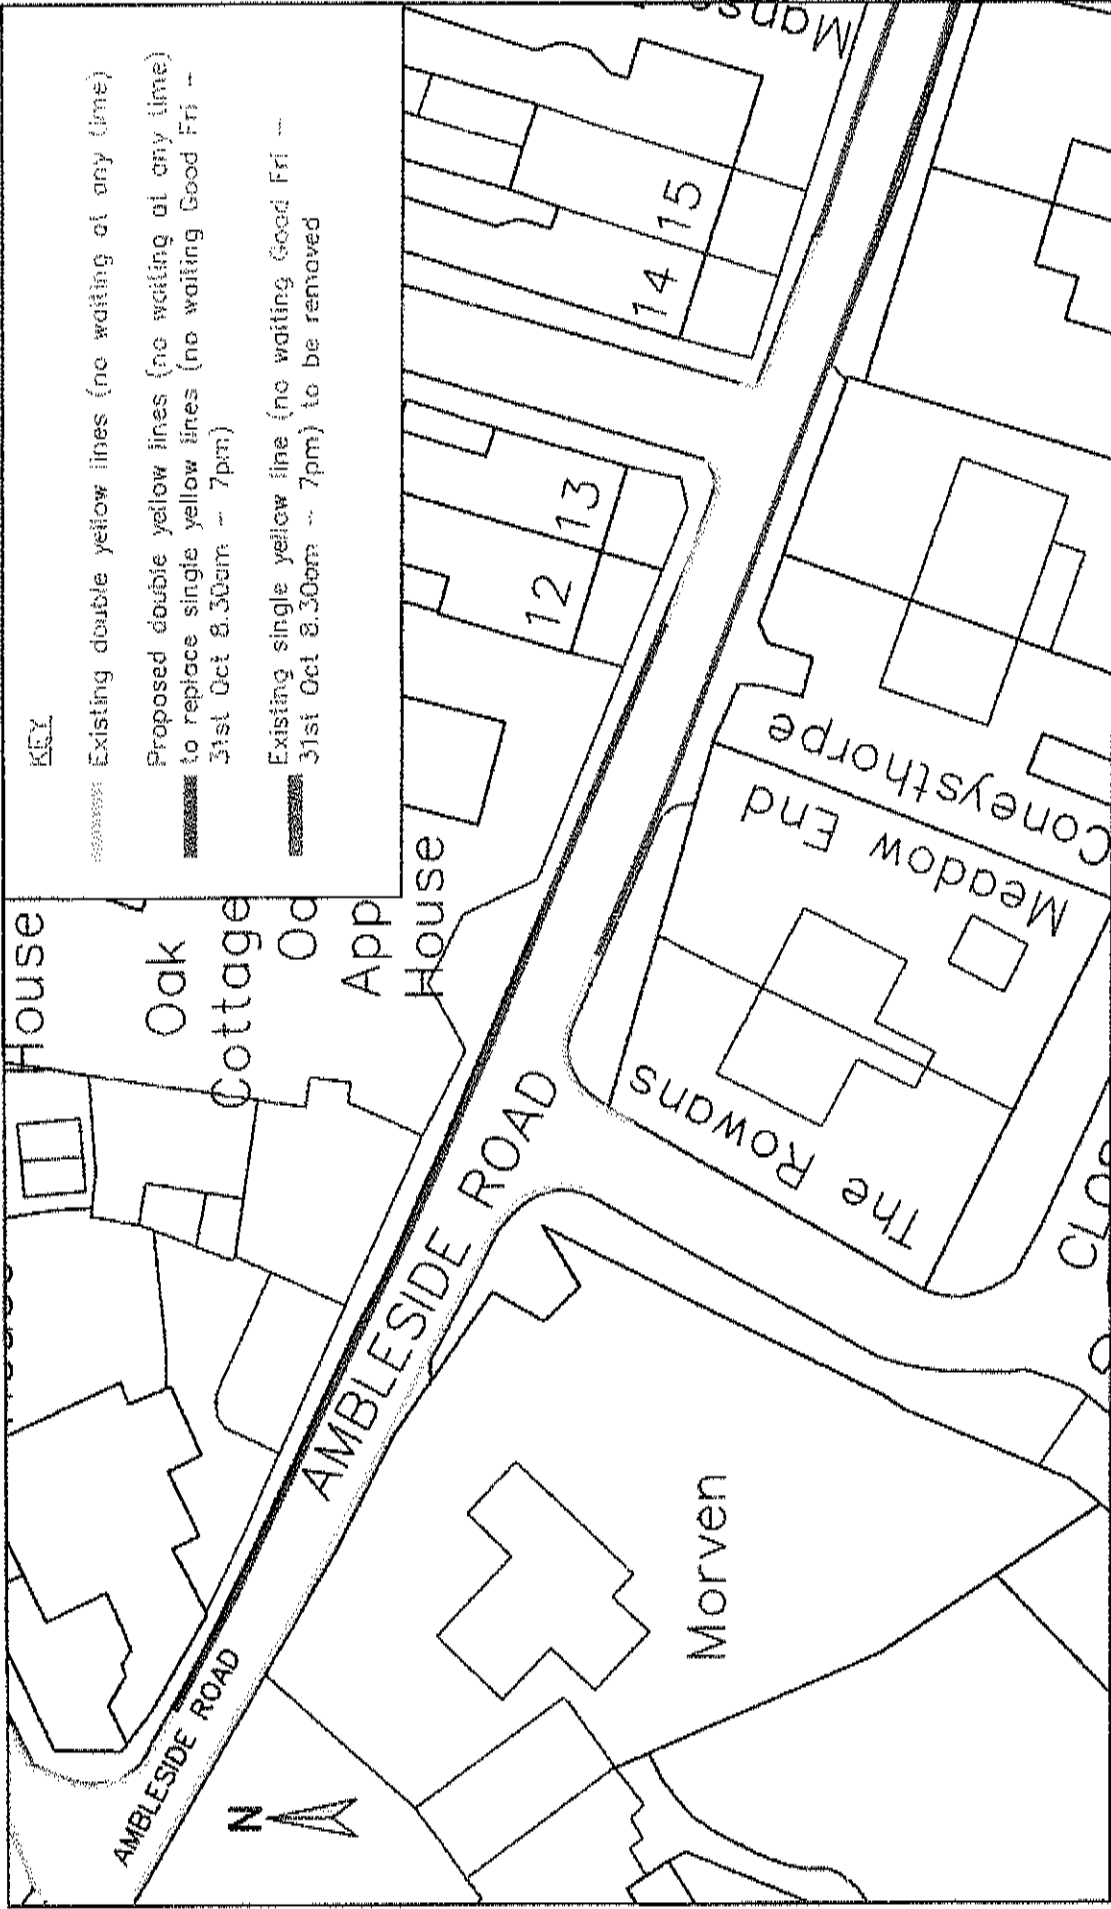 KEY
Existing double yellow lines (no waiting at any time)
Proposed double yellow lines (no waiting at any time)
to replace single yellow lines (no waiting Good Fri -
31st Oct 8.30am - 7pm)
Existing single yellow line (no waiting Good Fri -
31st Oct 8.30am - 7pm) to be removed
House
Oak
Cottage
App
House
12
13
14
15
AMBLESIDE ROAD
AMBLESIDE ROAD
N
Morven
The Rowans
Meadow End
Coneysthorpe